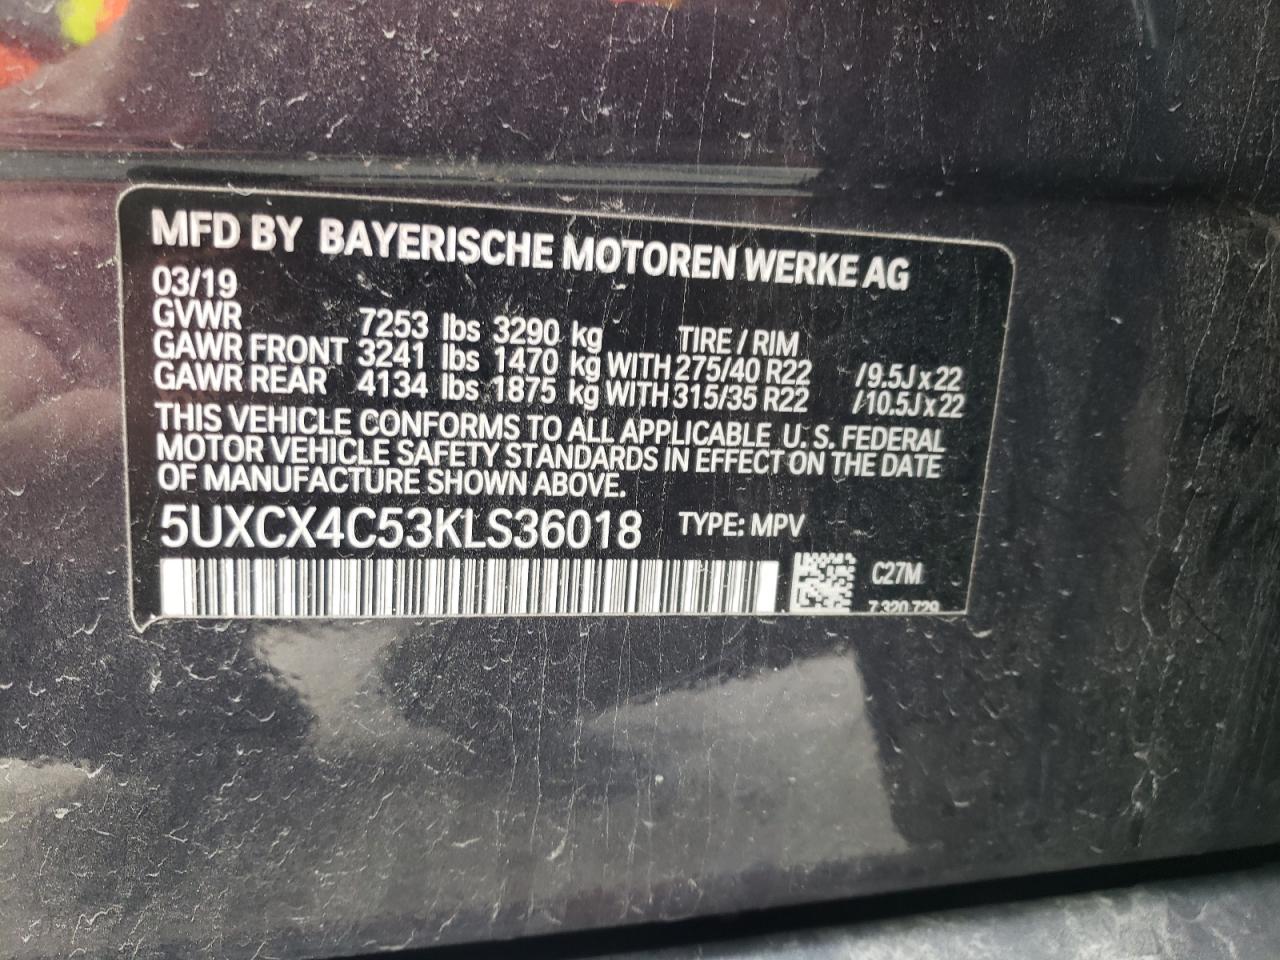 MFD BY BAYERISCHE MOTOREN WERKE AG
03/19
GVWR 7253 lbs 3290 kg TIRE / RIM
GAWR FRONT 3241 lbs 1470 kg WITH 275/40 R22 /9.5J x 22
GAWR REAR 4134 lbs 1875 kg WITH 315/35 R22 /10.5J x 22
THIS VEHICLE CONFORMS TO ALL APPLICABLE U. S. FEDERAL
MOTOR VEHICLE SAFETY STANDARDS IN EFFECT ON THE DATE
OF MANUFACTURE SHOWN ABOVE.
5UXCX4C53KLS36018 TYPE: MPV
C27M
7 320 729